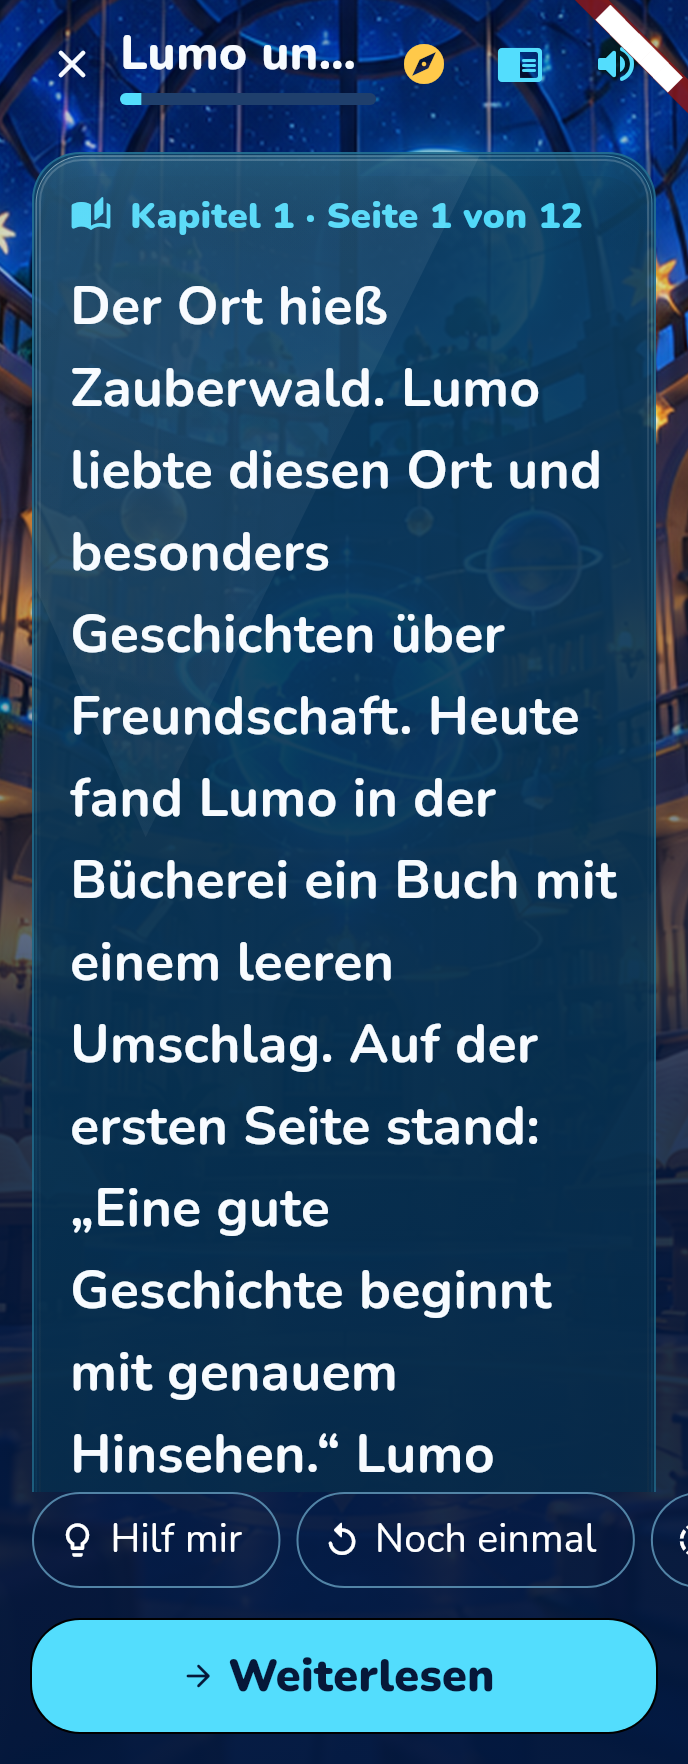 Lumo un...
Kapitel 1 · Seite 1 von 12
Der Ort hieß
Zauberwald. Lumo
liebte diesen Ort und
besonders
Geschichten über
Freundschaft. Heute
fand Lumo in der
Bücherei ein Buch mit
einem leeren
Umschlag. Auf der
ersten Seite stand:
„Eine gute
Geschichte beginnt
mit genauem
Hinsehen.“ Lumo
Hilf mir
Noch einmal
Weiterlesen